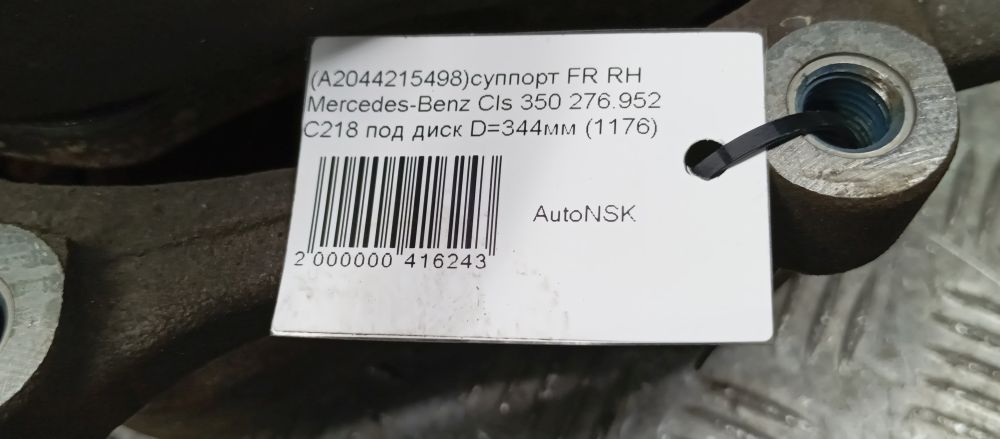 (A2044215498)суппорт FR RH
Mercedes-Benz Cls 350 276.952
C218 под диск D=344мм (1176)
AutoNSK
2 000000 416243